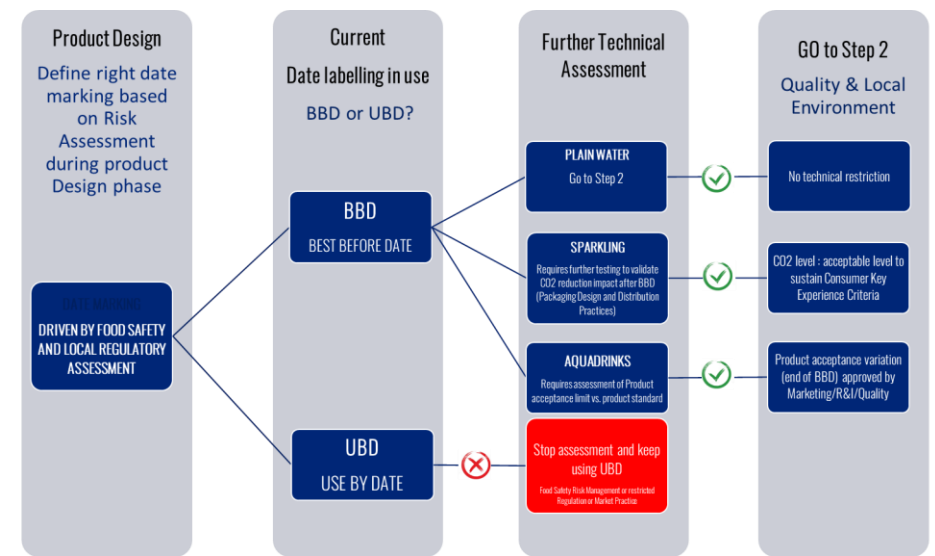 Product Design
Define right date
marking based
on Risk
Assessment
during product
Design phase
DATE MARKING
DRIVEN BY FOOD SAFETY
AND LOCAL REGULATORY
ASSESSMENT
Current
Date labelling in use
BBD or UBD?
BBD
BEST BEFORE DATE
UBD
USE BY DATE
Further Technical
Assessment
PLAIN WATER
Go to Step 2
SPARKLING
Requires further testing to validate
CO2 reduction impact after BBD
(Packaging Design and Distribution
Practices)
AQUADRINKS
Requires assessment of Product
acceptance limit vs. product standard
Stop assessment and keep
using UBD
Food Safety Risk Management or restricted
Regulation or Market Practice
GO to Step 2
Quality & Local
Environment
No technical restriction
CO2 level : acceptable level to
sustain Consumer Key
Experience Criteria
Product acceptance variation
(end of BBD) approved by
Marketing/R&I/Quality